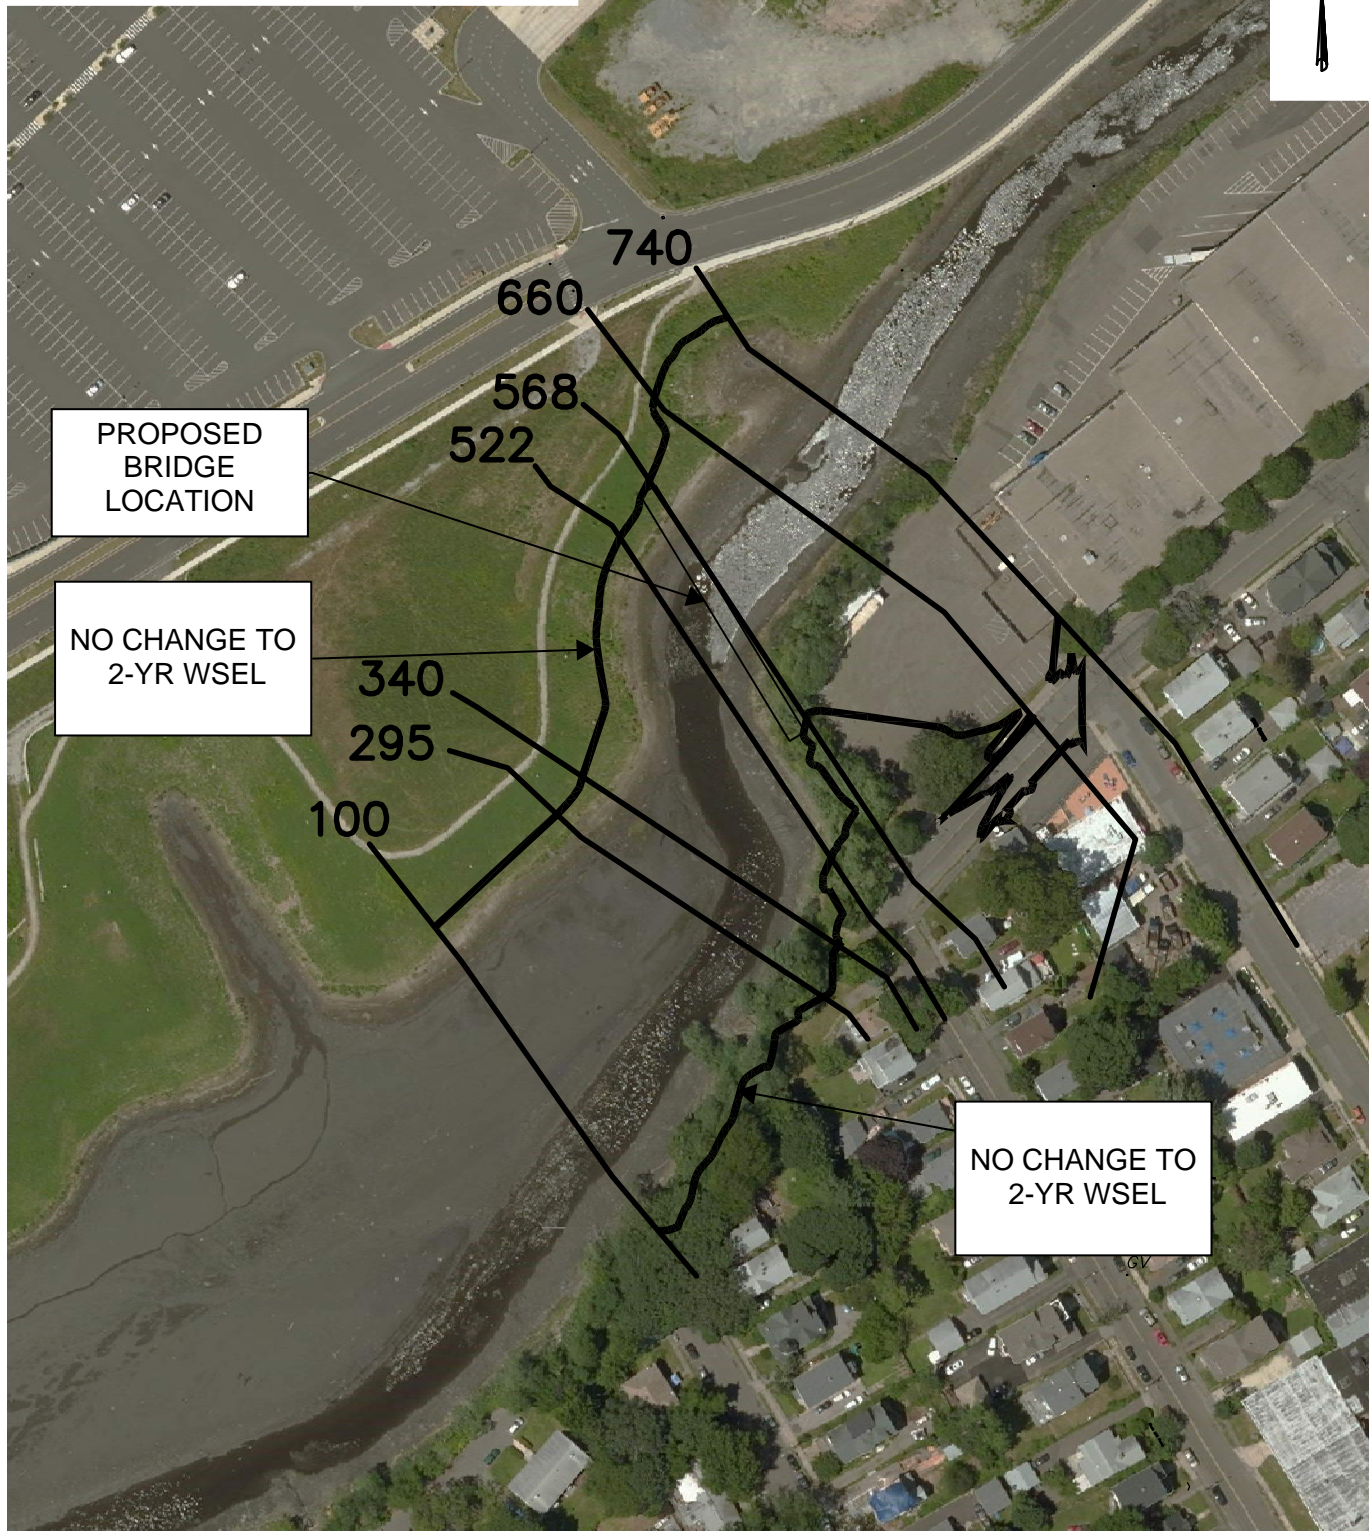 740
660
568
522
PROPOSED
BRIDGE
LOCATION
NO CHANGE TO
2-YR WSEL
340
295
100
NO CHANGE TO
2-YR WSEL
GV